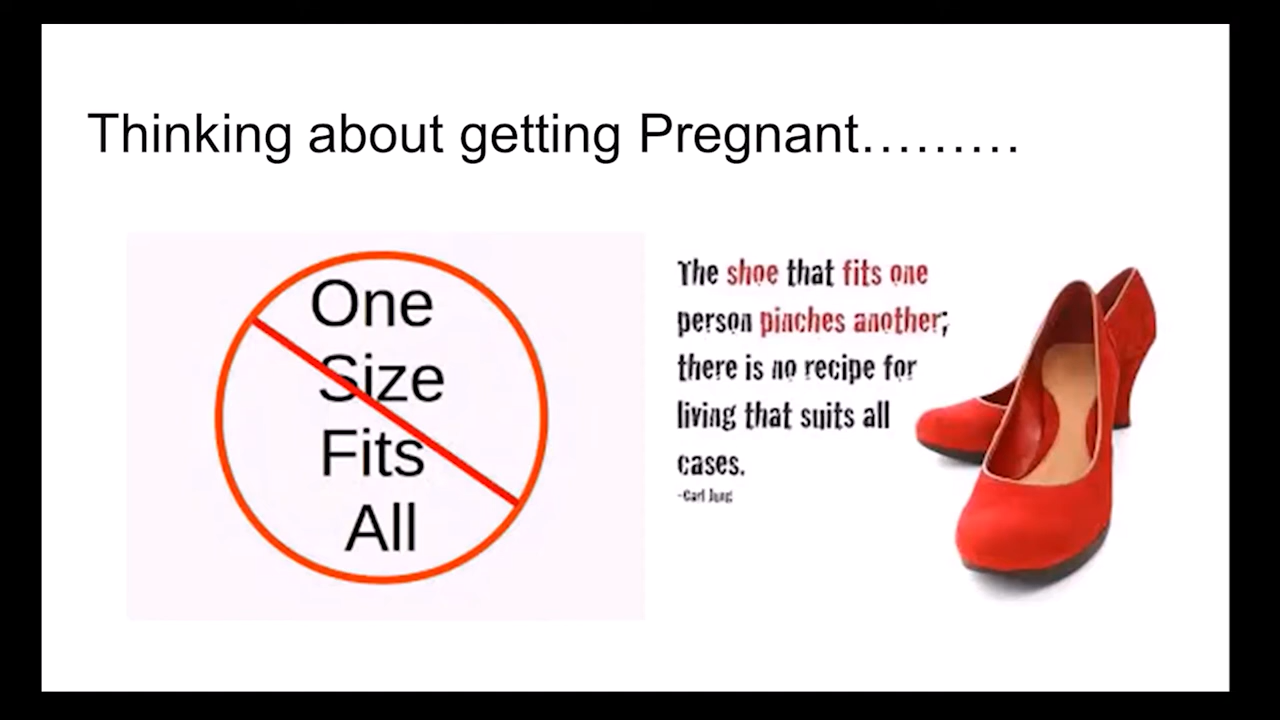 Thinking about getting Pregnant.........
One
Size
Fits
All
The shoe that fits one
person pinches another;
there is no recipe for
living that suits all
cases.
-Carl Jung